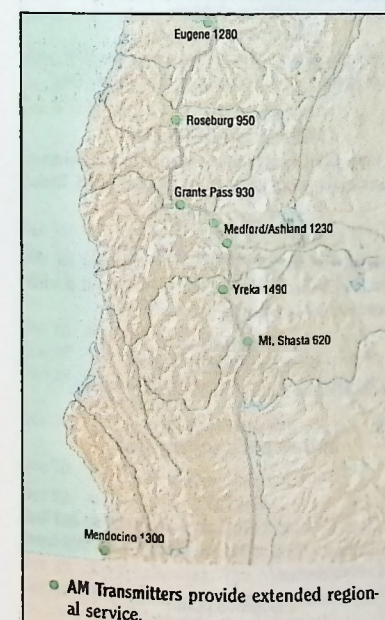 Eugene 1280
Roseburg 950
Grants Pass 930
Medford/Ashland 1230
Yreka 1490
Mt. Shasta 620
Mendocino 1300
AM Transmitters provide extended region-
al service.